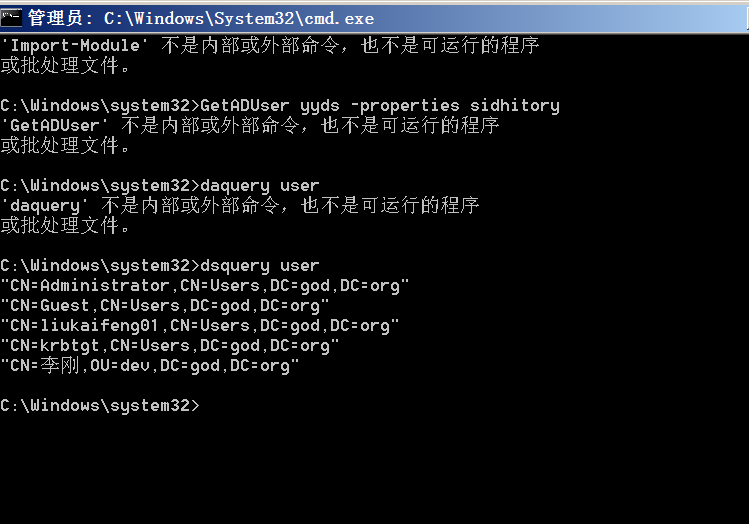 管理员: C:\Windows\System32\cmd.exe
'Import-Module' 不是内部或外部命令，也不是可运行的程序
或批处理文件。
C:\Windows\system32>GetADUser yyds -properties sidhitory
'GetADUser' 不是内部或外部命令，也不是可运行的程序
或批处理文件。
C:\Windows\system32>daquery user
'daquery' 不是内部或外部命令，也不是可运行的程序
或批处理文件。
C:\Windows\system32>dsquery user
"CN=Administrator,CN=Users,DC=god,DC=org"
"CN=Guest,CN=Users,DC=god,DC=org"
"CN=liukaifeng01,CN=Users,DC=god,DC=org"
"CN=krbtgt,CN=Users,DC=god,DC=org"
"CN=李刚,OU=dev,DC=god,DC=org"
C:\Windows\system32>